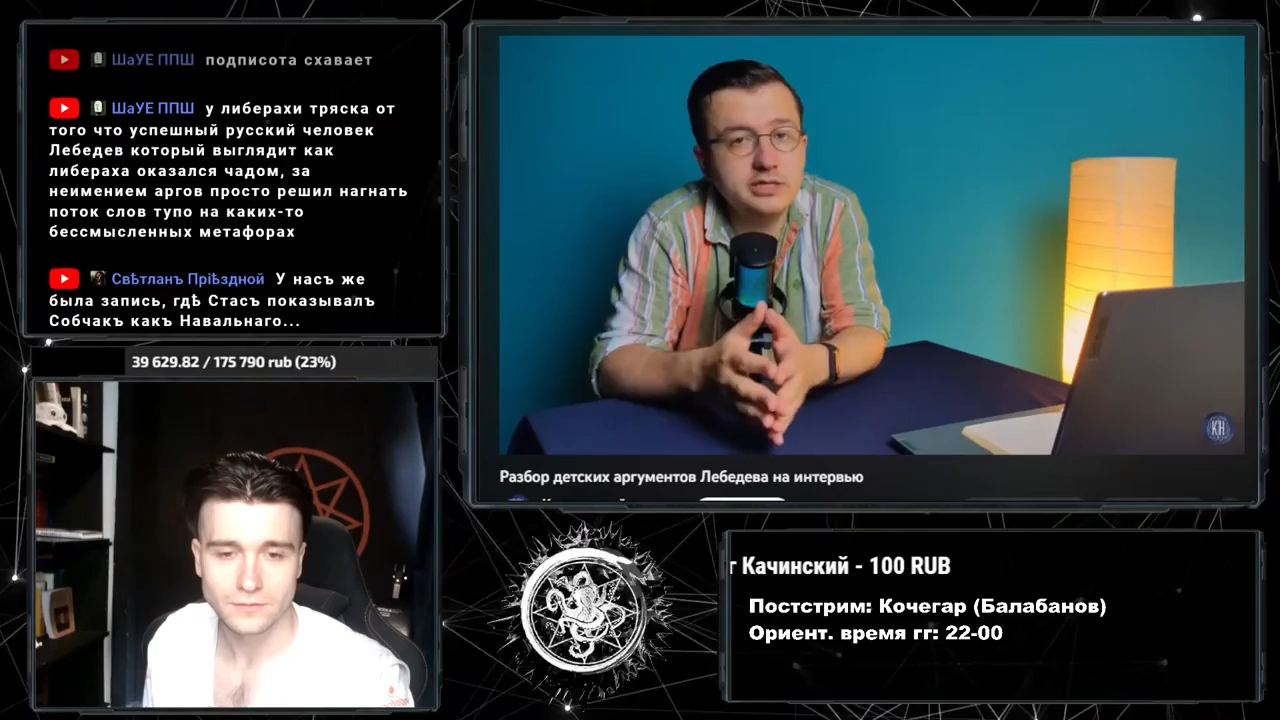 ШаУЕ ППШ подписота схавает
ШаУЕ ППШ у либерахи тряска от
того что успешный русский человек
Лебедев который выглядит как
либераха оказался чадом, за
неимением аргов просто решил нагнать
поток слов тупо на каких-то
бессмысленных метафорах
Свѣтланъ Прiѣздной У насъ же
была запись, гдѣ Стасъ показывалъ
Собчакъ какъ Навальнаго...
39 629.82 / 175 790 rub (23%)
КН
Разбор детских аргументов Лебедева на интервью
г Качинский - 100 RUB
Постстрим: Кочегар (Балабанов)
Ориент. время гг: 22-00